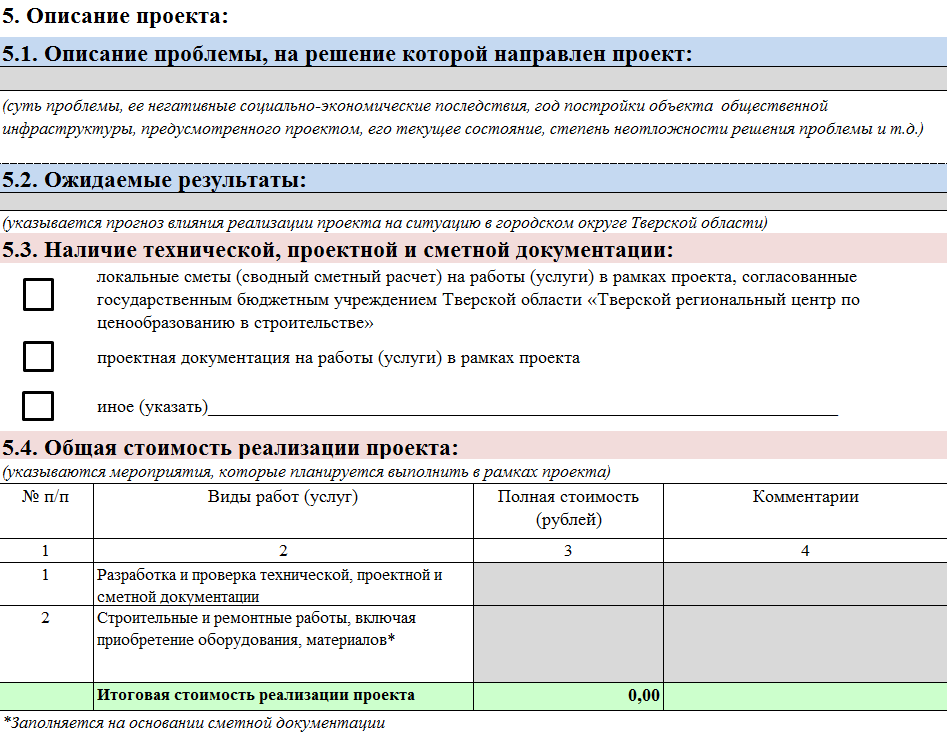 5. Описание проекта:
5.1. Описание проблемы, на решение которой направлен проект:
(суть проблемы, ее негативные социально-экономические последствия, год постройки объекта общественной
инфраструктуры, предусмотренного проектом, его текущее состояние, степень неотложности решения проблемы и т.д.)
5.2. Ожидаемые результаты:
(указывается прогноз влияния реализации проекта на ситуацию в городском округе Тверской области)
5.3. Наличие технической, проектной и сметной документации:
локальные сметы (сводный сметный расчет) на работы (услуги) в рамках проекта, согласованные
государственным бюджетным учреждением Тверской области «Тверской региональный центр по
ценообразованию в строительстве»
проектная документация на работы (услуги) в рамках проекта
иное (указать)
5.4. Общая стоимость реализации проекта:
(указываются мероприятия, которые планируется выполнить в рамках проекта)
№ п/п Виды работ (услуг) Полная стоимость Комментарии
(рублей)
1 2 3 4
1 Разработка и проверка технической, проектной и
сметной документации
2 Строительные и ремонтные работы, включая
приобретение оборудования, материалов*
Итоговая стоимость реализации проекта 0,00
*Заполняется на основании сметной документации